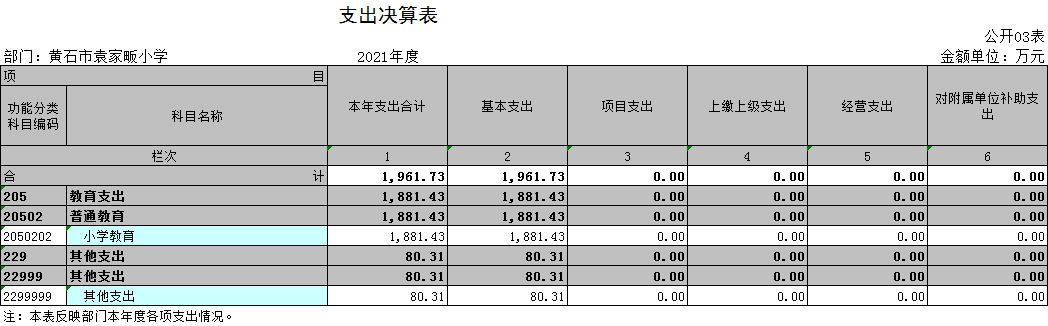 支出决算表
公开03表
部门：黄石市袁家畈小学 2021年度 金额单位：万元
项 目 本年支出合计 基本支出 项目支出 上缴上级支出 经营支出 对附属单位补助支出
功能分类科目编码 科目名称
栏次 1 2 3 4 5 6
合 计 1,961.73 1,961.73 0.00 0.00 0.00 0.00
205 教育支出 1,881.43 1,881.43 0.00 0.00 0.00 0.00
20502 普通教育 1,881.43 1,881.43 0.00 0.00 0.00 0.00
2050202 小学教育 1,881.43 1,881.43 0.00 0.00 0.00 0.00
229 其他支出 80.31 80.31 0.00 0.00 0.00 0.00
22999 其他支出 80.31 80.31 0.00 0.00 0.00 0.00
2299999 其他支出 80.31 80.31 0.00 0.00 0.00 0.00
注：本表反映部门本年度各项支出情况。